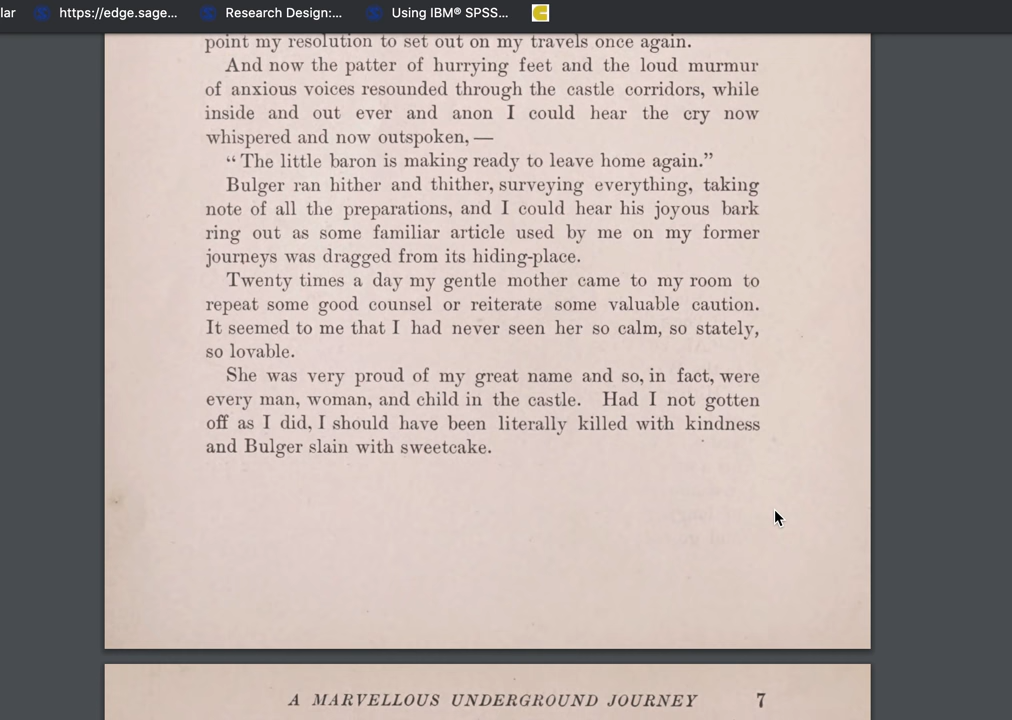 lar https://edge.sage... Research Design:... Using IBM® SPSS...
point my resolution to set out on my travels once again.
And now the patter of hurrying feet and the loud murmur
of anxious voices resounded through the castle corridors, while
inside and out ever and anon I could hear the cry now
whispered and now outspoken, —
“ The little baron is making ready to leave home again.”
Bulger ran hither and thither, surveying everything, taking
note of all the preparations, and I could hear his joyous bark
ring out as some familiar article used by me on my former
journeys was dragged from its hiding-place.
Twenty times a day my gentle mother came to my room to
repeat some good counsel or reiterate some valuable caution.
It seemed to me that I had never seen her so calm, so stately,
so lovable.
She was very proud of my great name and so, in fact, were
every man, woman, and child in the castle. Had I not gotten
off as I did, I should have been literally killed with kindness
and Bulger slain with sweetcake.
A MARVELLOUS UNDERGROUND JOURNEY 7